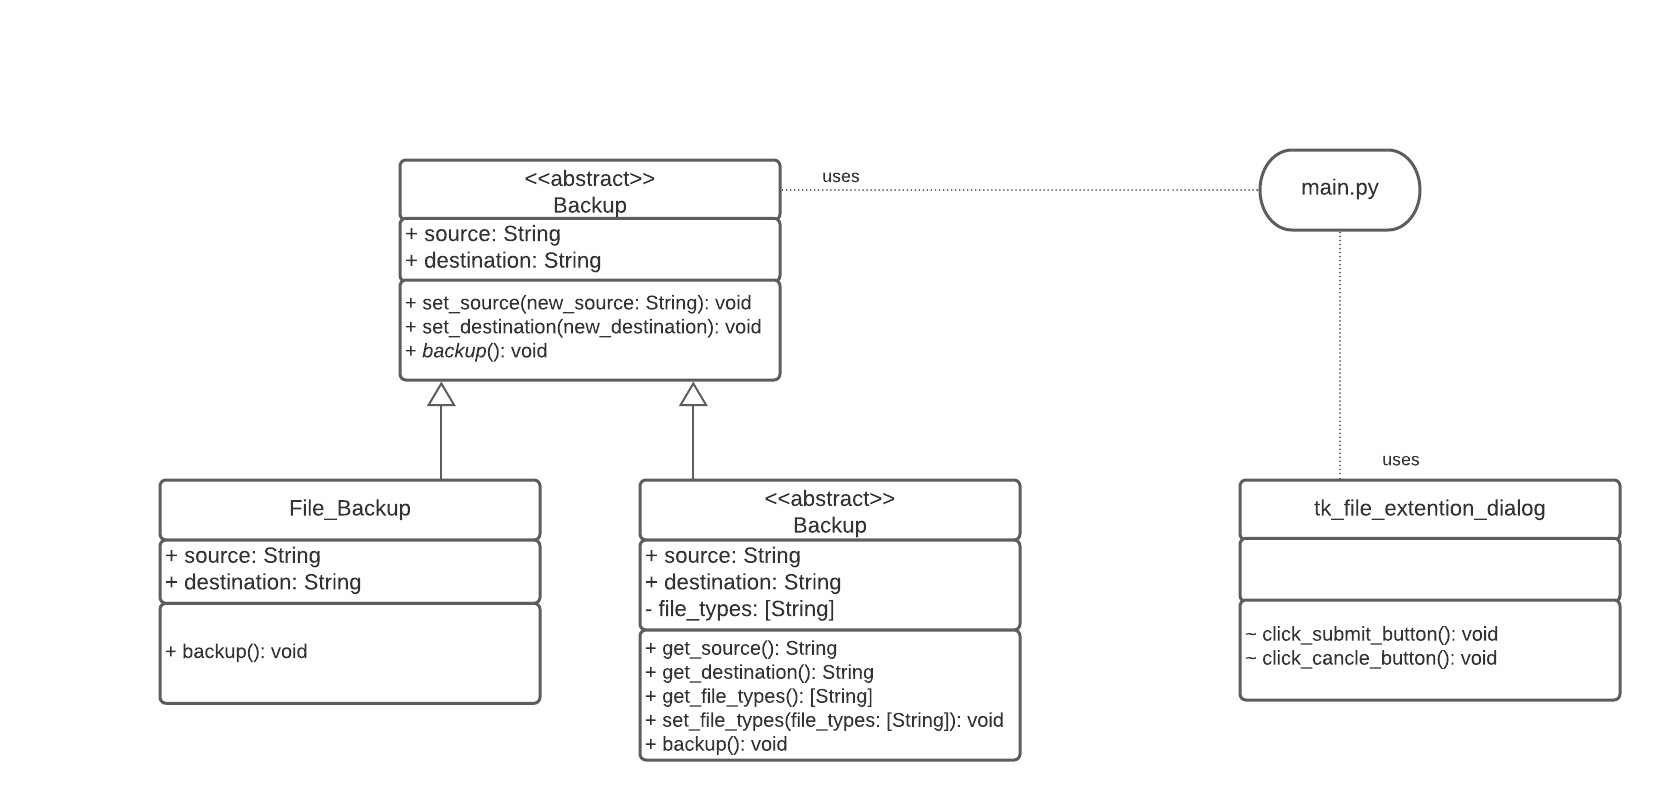 <<abstract>>
Backup
+ source: String
+ destination: String
+ set_source(new_source: String): void
+ set_destination(new_destination): void
+ backup(): void
uses
main.py
uses
File_Backup
+ source: String
+ destination: String
+ backup(): void
<<abstract>>
Backup
+ source: String
+ destination: String
- file_types: [String]
+ get_source(): String
+ get_destination(): String
+ get_file_types(): [String]
+ set_file_types(file_types: [String]): void
+ backup(): void
tk_file_extention_dialog
~ click_submit_button(): void
~ click_cancle_button(): void